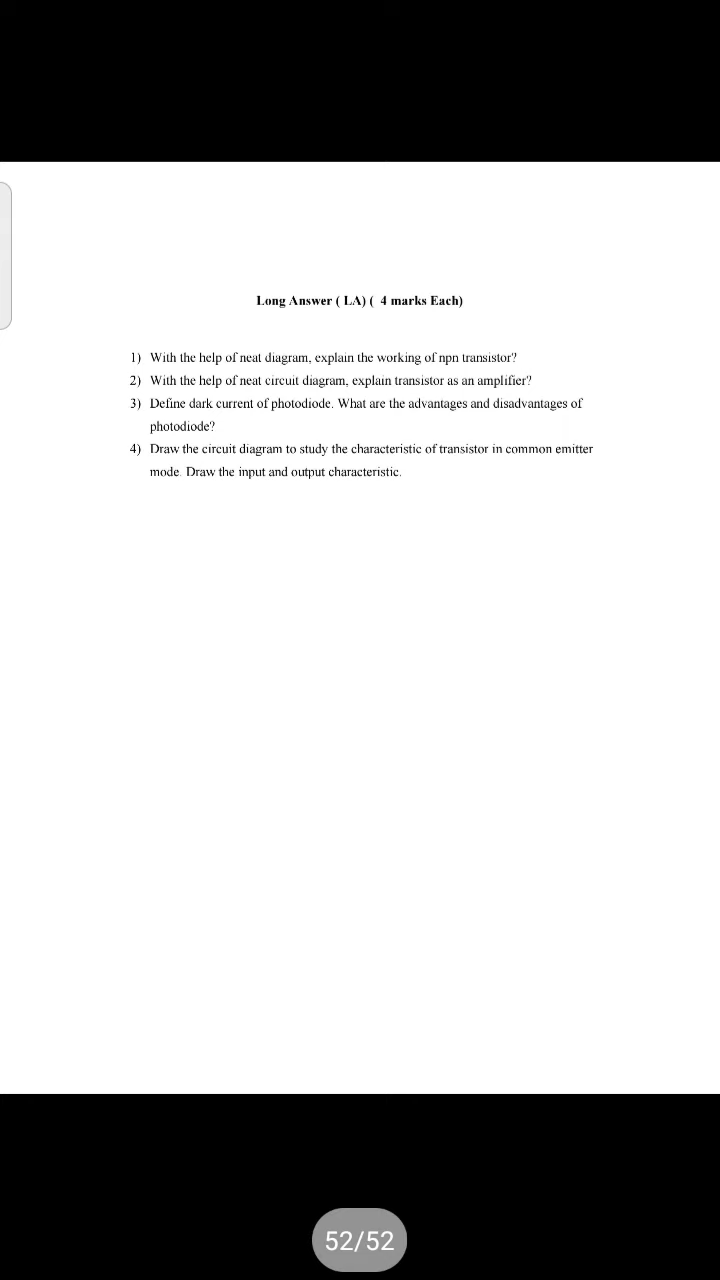 Long Answer ( LA) (  4 marks Each)
1) With the help of neat diagram, explain the working of npn transistor?
2) With the help of neat circuit diagram, explain transistor as an amplifier?
3) Define dark current of photodiode. What are the advantages and disadvantages of
photodiode?
4) Draw the circuit diagram to study the characteristic of transistor in common emitter
mode. Draw the input and output characteristic.
52/52